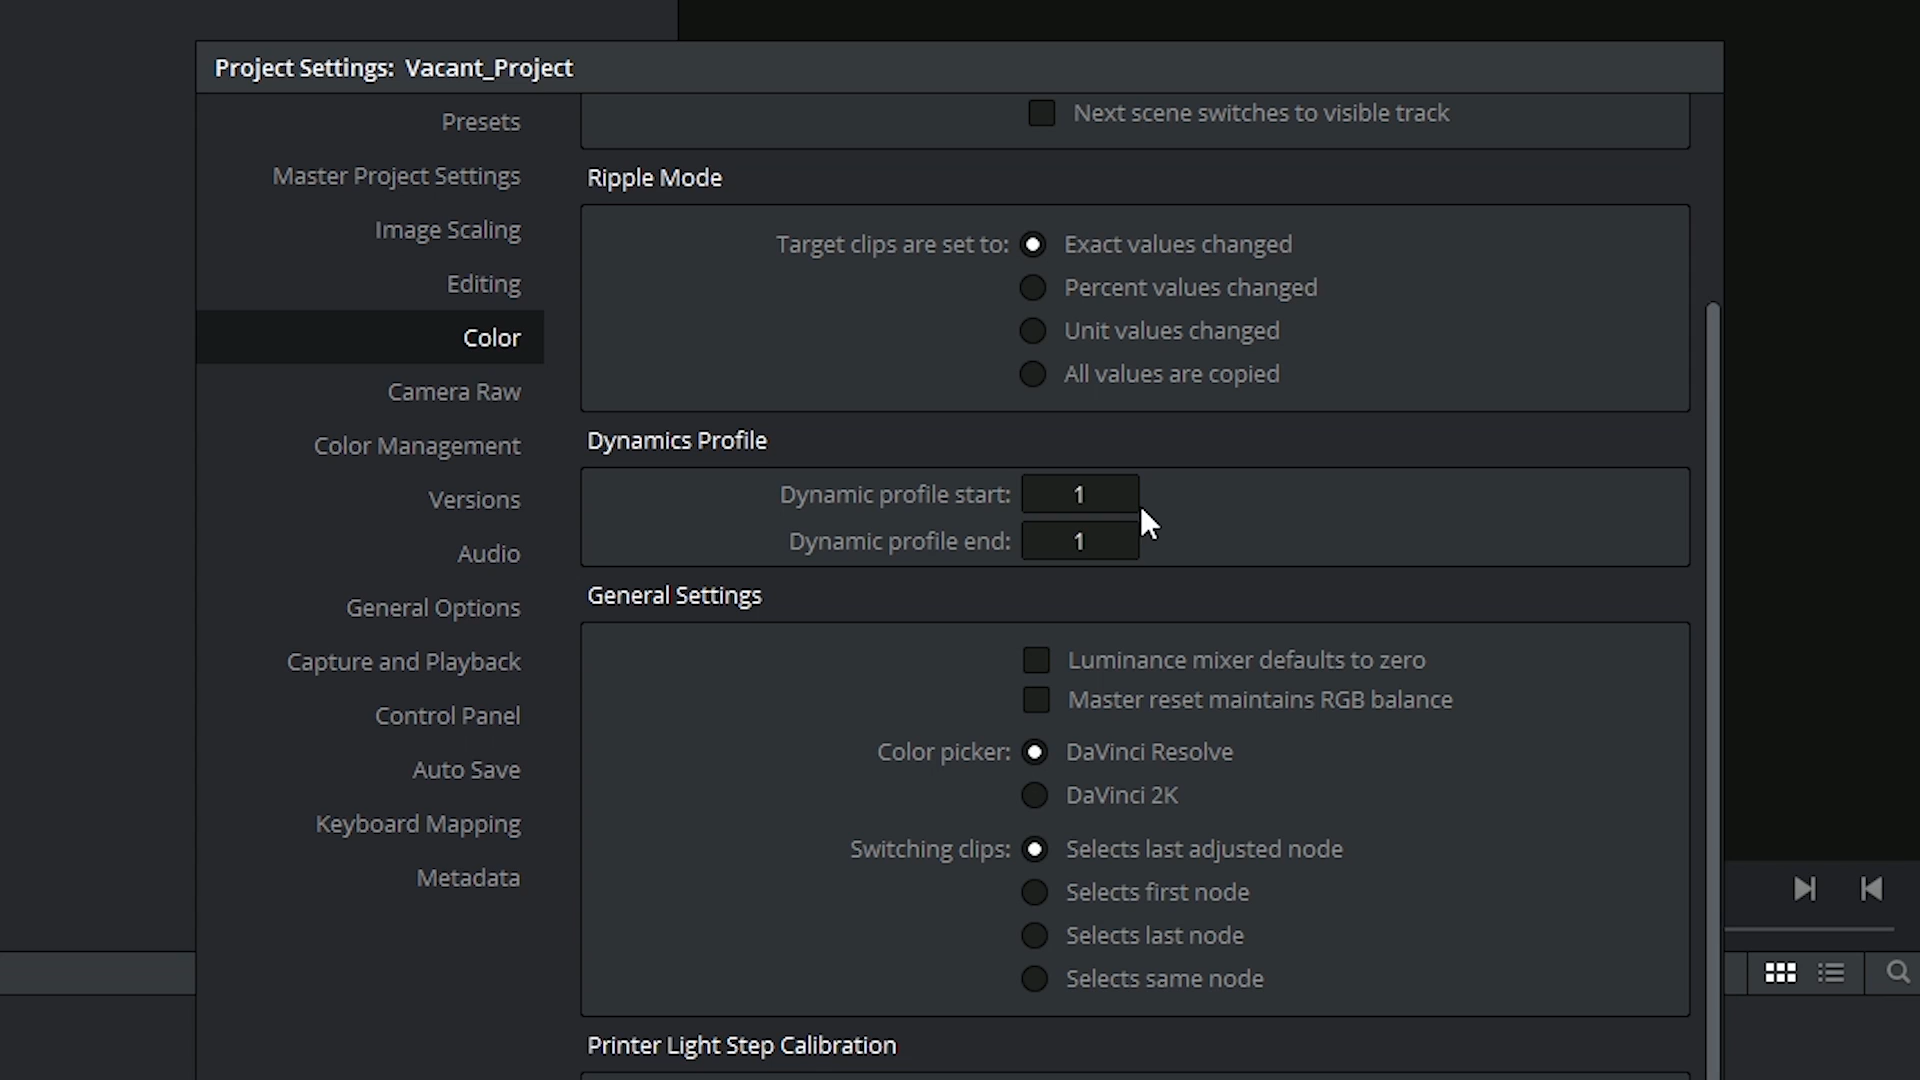 Project Settings: Vacant_Project
Presets
Master Project Settings
Image Scaling
Editing
Color
Camera Raw
Color Management
Versions
Audio
General Options
Capture and Playback
Control Panel
Auto Save
Keyboard Mapping
Metadata
Next scene switches to visible track
Ripple Mode
Target clips are set to: Exact values changed
Percent values changed
Unit values changed
All values are copied
Dynamics Profile
Dynamic profile start: 1
Dynamic profile end: 1
General Settings
Luminance mixer defaults to zero
Master reset maintains RGB balance
Color picker: DaVinci Resolve
DaVinci 2K
Switching clips: Selects last adjusted node
Selects first node
Selects last node
Selects same node
Printer Light Step Calibration